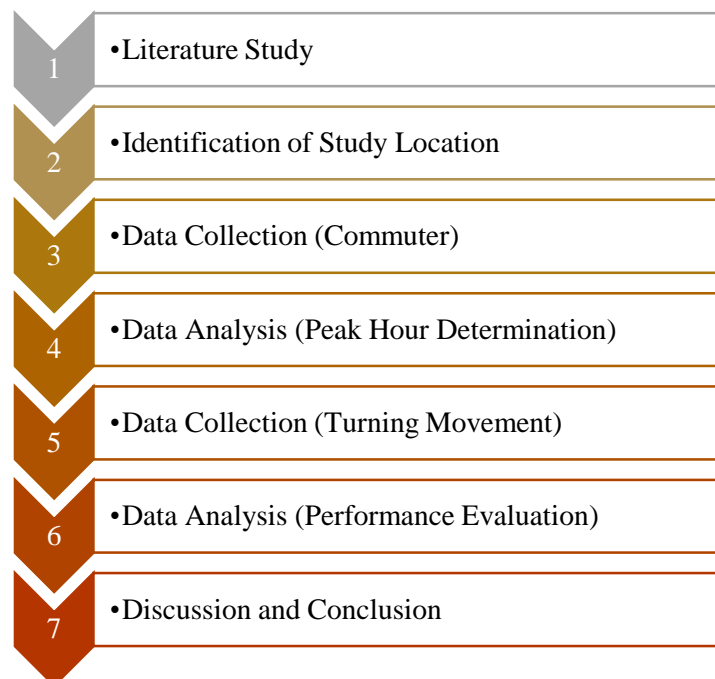 1
•Literature Study
2
•Identification of Study Location
3
•Data Collection (Commuter)
4
•Data Analysis (Peak Hour Determination)
5
•Data Collection (Turning Movement)
6
•Data Analysis (Performance Evaluation)
7
•Discussion and Conclusion